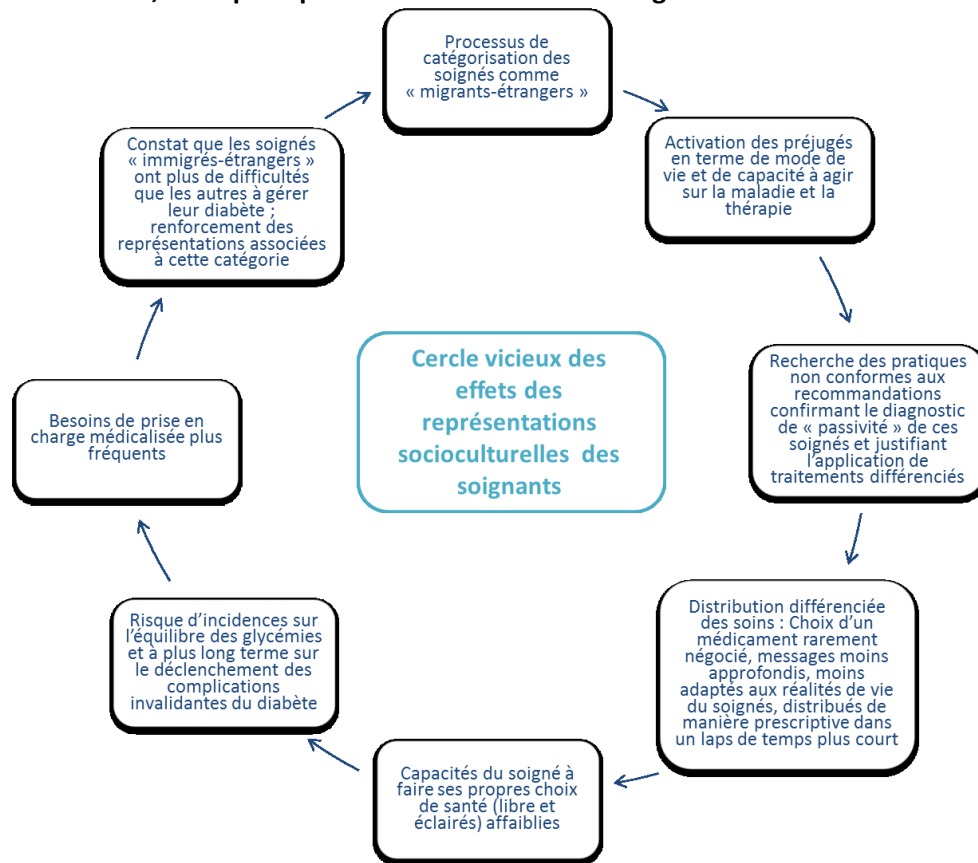 Processus de
catégorisation des
soignés comme
« migrants-étrangers »
Activation des préjugés
en terme de mode de
vie et de capacité à agir
sur la maladie et la
thérapie
Recherche des pratiques
non conformes aux
recommandations
confirmant le diagnostic
de « passivité » de ces
soignés et justifiant
l’application de
traitements différenciés
Distribution différenciée
des soins : Choix d’un
médicament rarement
négocié, messages moins
approfondis, moins
adaptés aux réalités de vie
du soignés, distribués de
manière prescriptive dans
un laps de temps plus court
Capacités du soigné à
faire ses propres choix
de santé (libre et
éclairés) affaiblies
Risque d’incidences sur
l’équilibre des glycémies
et à plus long terme sur
le déclenchement des
complications
invalidantes du diabète
Besoins de prise en
charge médicalisée plus
fréquents
Constat que les soignés
« immigrés-étrangers »
ont plus de difficultés
que les autres à gérer
leur diabète ;
renforcement des
représentations associées
à cette catégorie
Cercle vicieux des
effets des
représentations
socioculturelles des
soignants